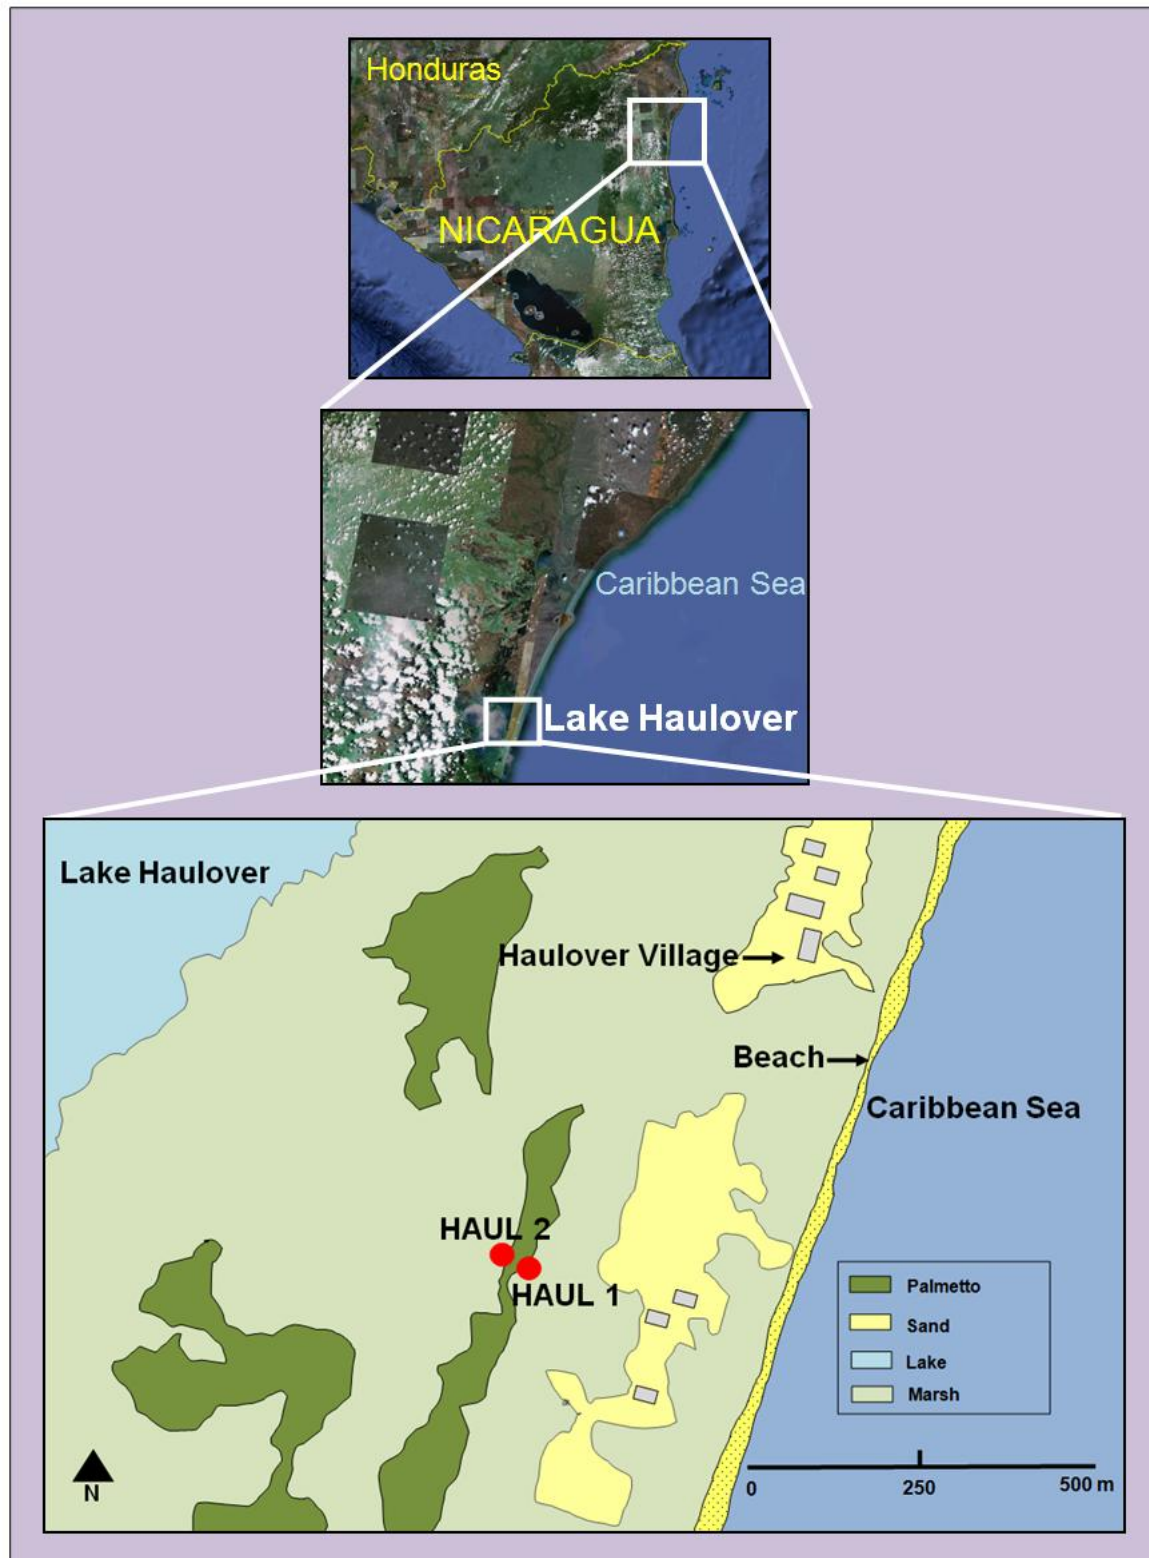 Honduras
NICARAGUA
Caribbean Sea
Lake Haulover
Lake Haulover
Haulover Village
Beach
Caribbean Sea
HAUL 2
HAUL 1
Palmetto
Sand
Lake
Marsh
N
0 250 500 m